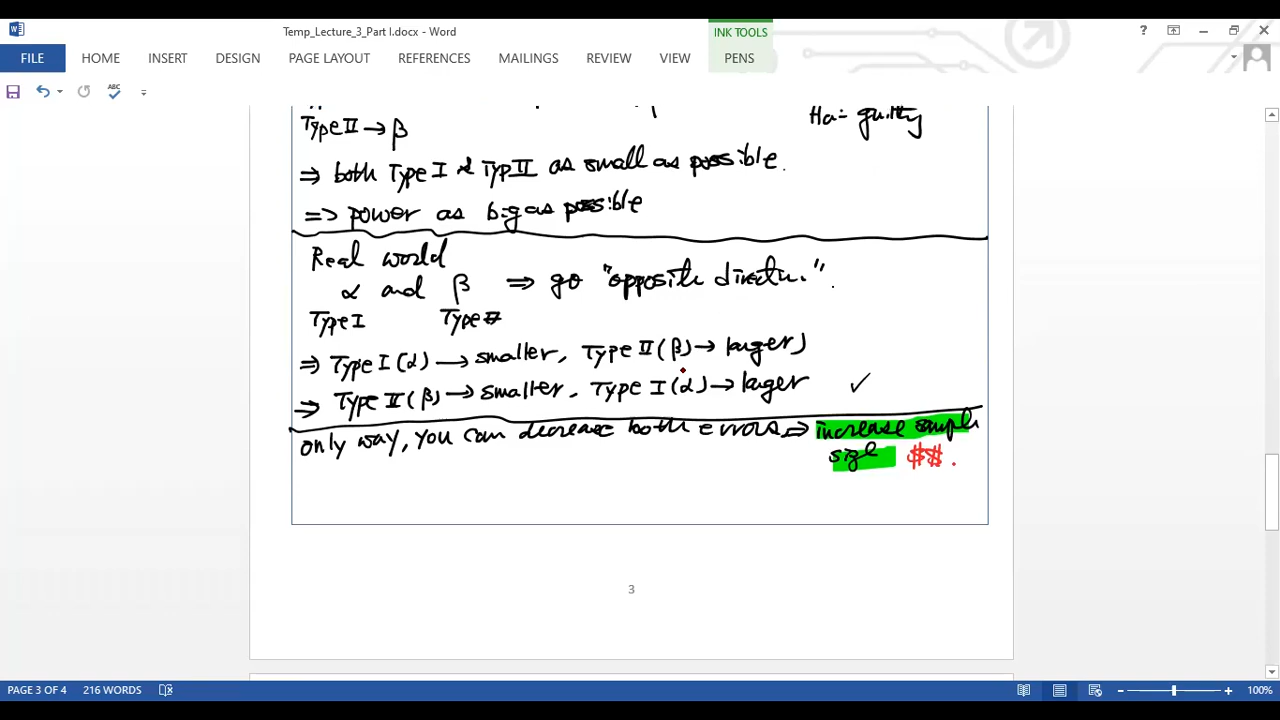 Temp_Lecture_3_Part I.docx - Word
INK TOOLS
?
FILE HOME INSERT DESIGN PAGE LAYOUT REFERENCES MAILINGS REVIEW VIEW PENS
ABC
Type II → β
Ha = guilty
⇒ both Type I & Typ II as small as possible.
⇒ power as big as possible
Real world
α and β ⇒ go "opposite direction."
Type I Type II
⇒ Type I (α) → smaller, Type II (β) → larger)
⇒ Type II (β) → smaller, Type I (α) → larger ✓
only way, you can decrease both errors ⇒ increase sample
size $$.
3
PAGE 3 OF 4 216 WORDS 100%